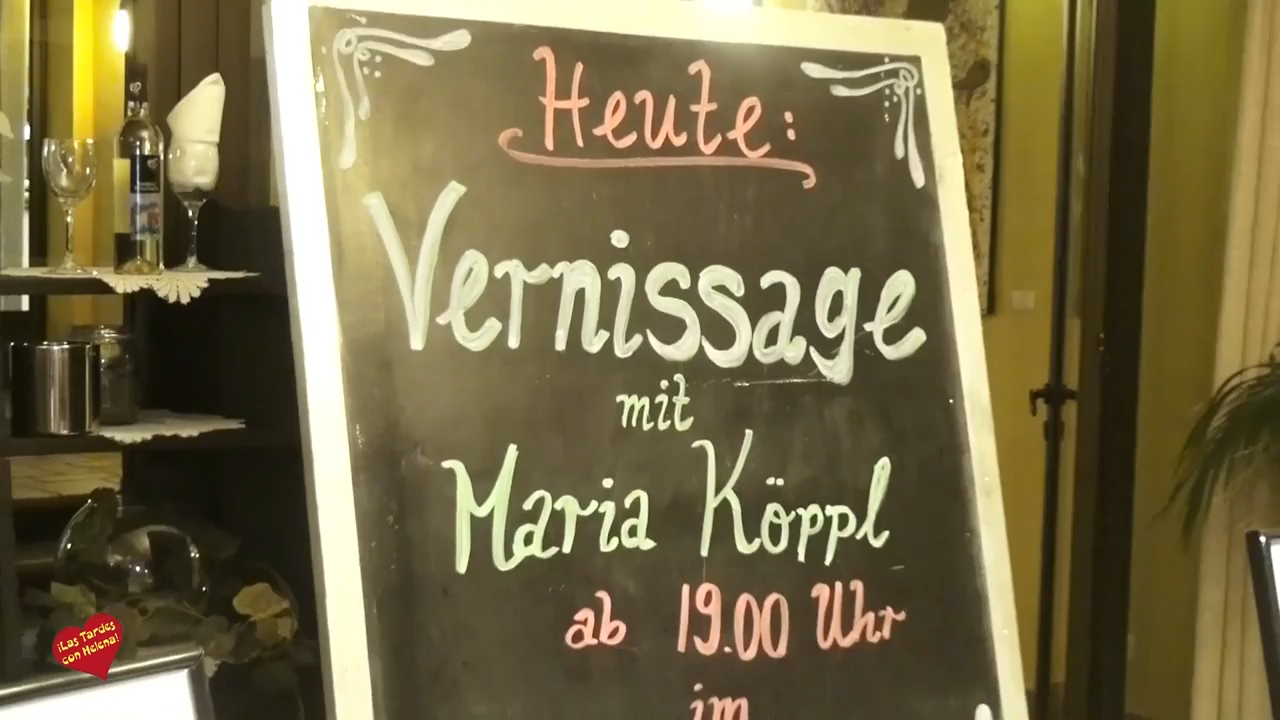 Heute:
Vernissage
mit
Maria Köppl
ab 19.00 Uhr
im
¡Las Tardes
con Helena!